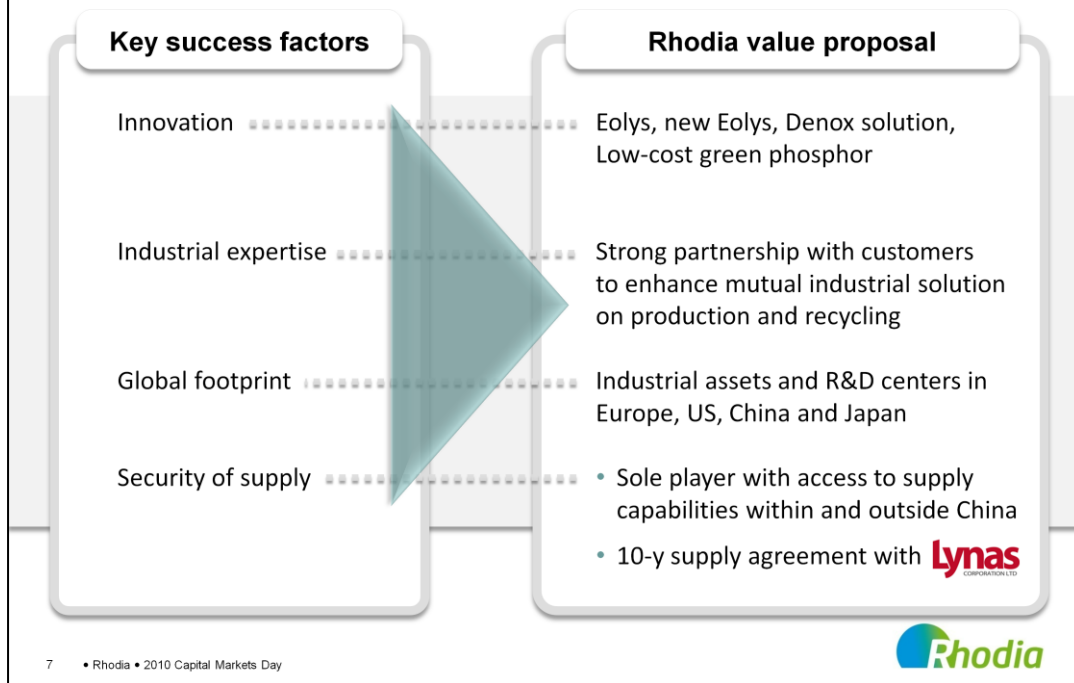 Key success factors
Rhodia value proposal
Innovation
Eolys, new Eolys, Denox solution,
Low-cost green phosphor
Industrial expertise
Strong partnership with customers
to enhance mutual industrial solution
on production and recycling
Global footprint
Industrial assets and R&D centers in
Europe, US, China and Japan
Security of supply
• Sole player with access to supply
capabilities within and outside China
• 10-y supply agreement with Lynas
CORPORATION LTD
7 • Rhodia • 2010 Capital Markets Day
Rhodia